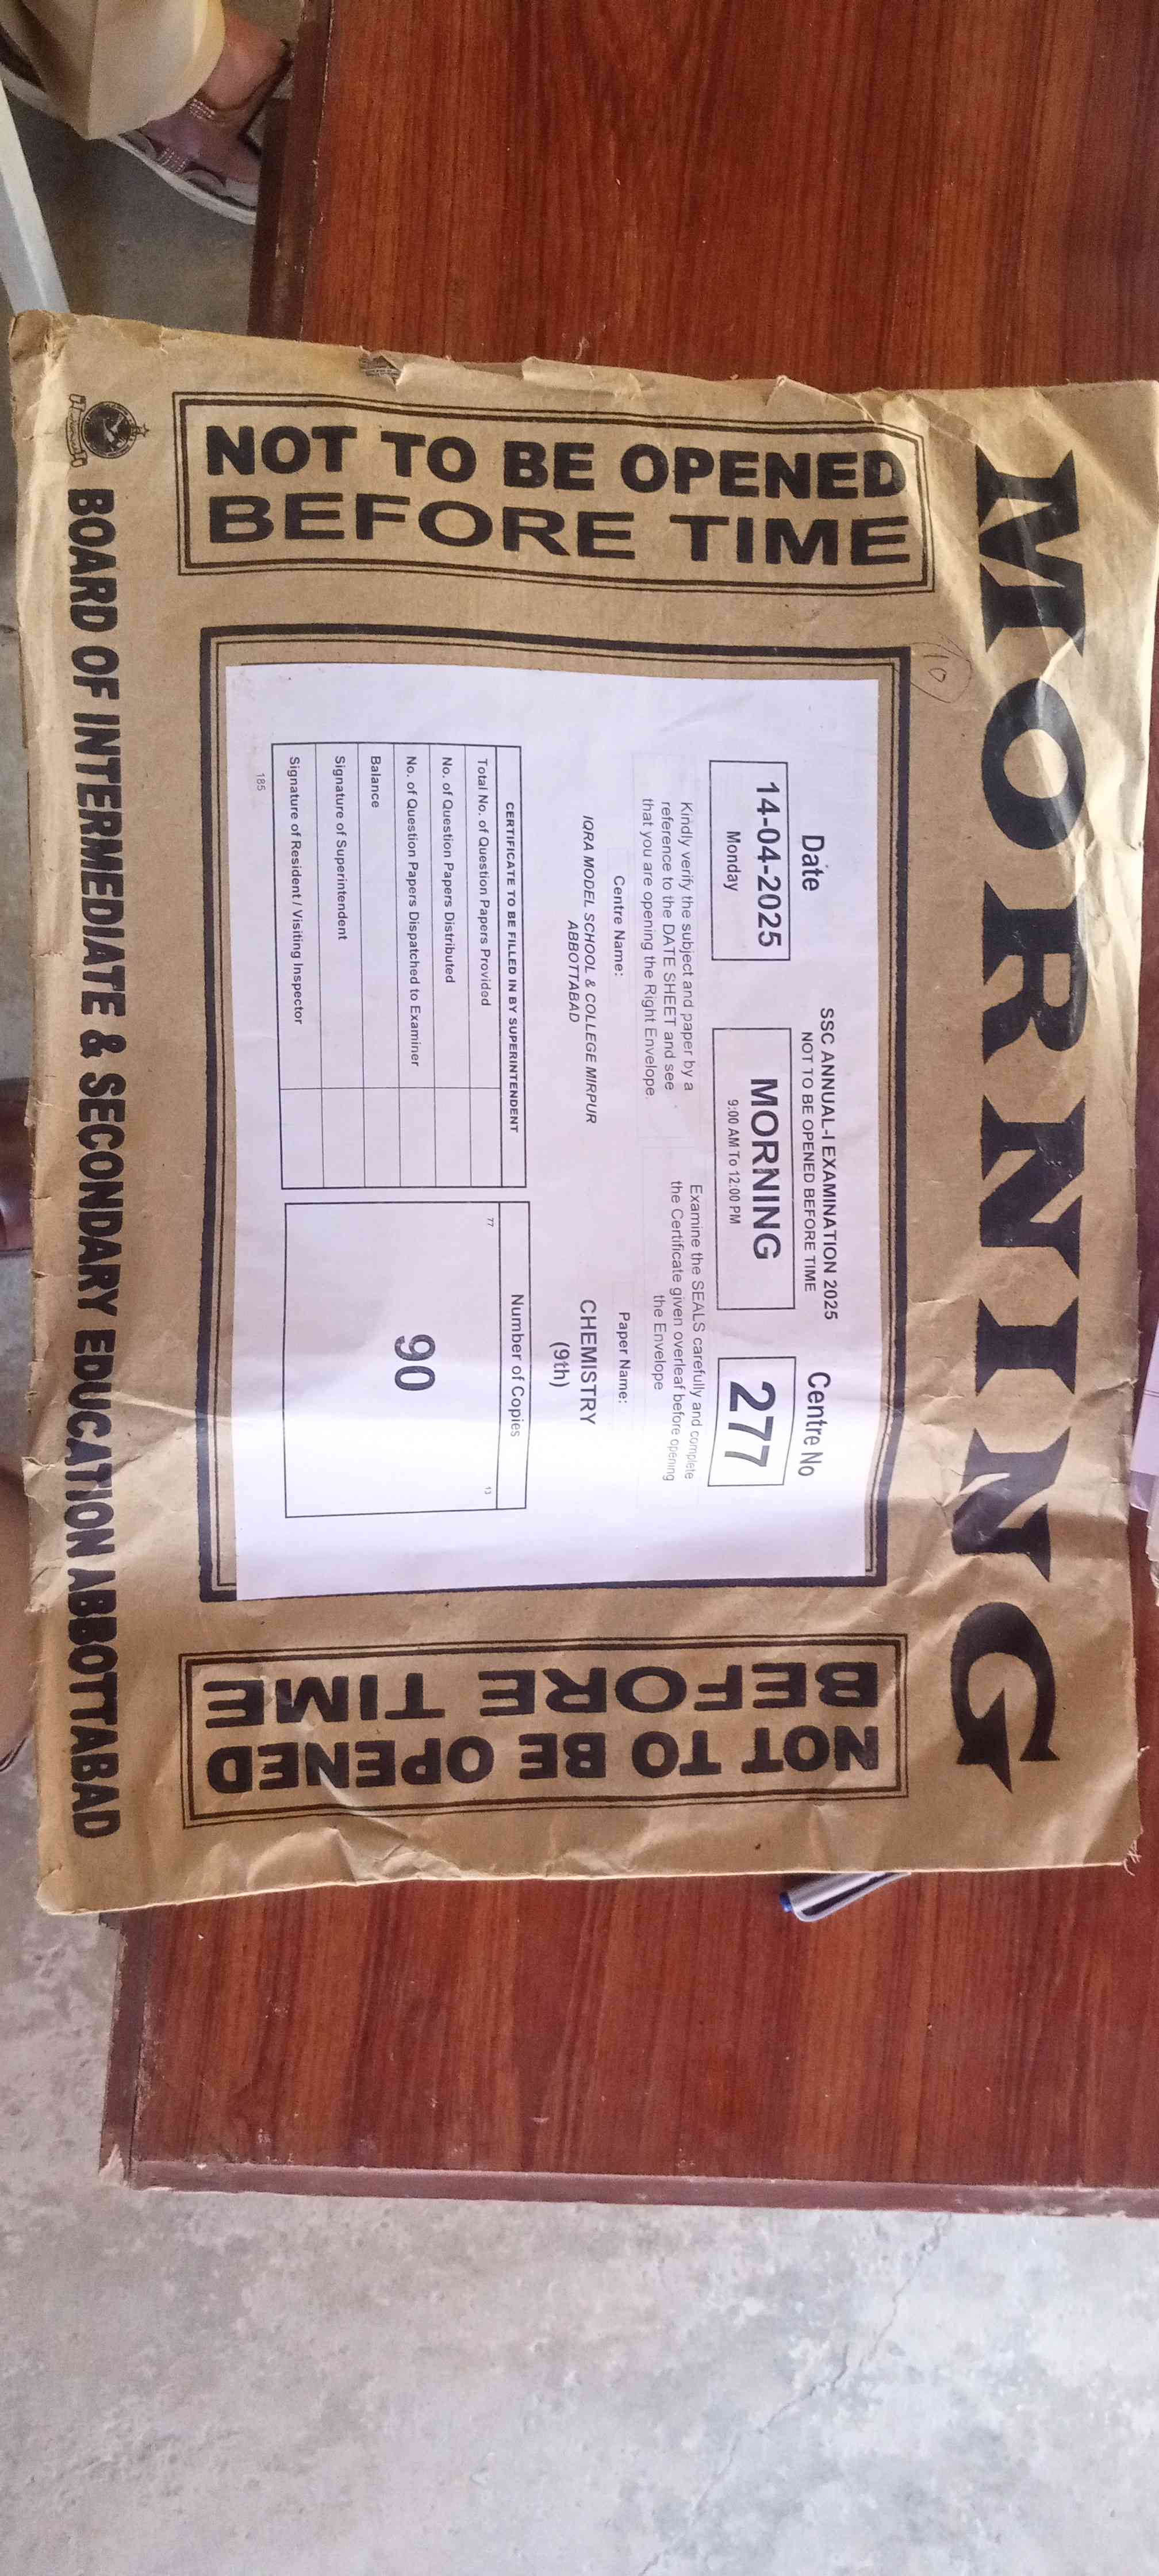 MORNING
NOT TO BE OPENED
BEFORE TIME
SSC ANNUAL-I EXAMINATION 2025
NOT TO BE OPENED BEFORE TIME
Date
14-04-2025
Monday
MORNING
9:00 AM To 12:00 PM
Centre No
277
Kindly verify the subject and paper by a
reference to the DATE SHEET and see
that you are opening the Right Envelope.
Examine the SEALS carefully and complete
the Certificate given overleaf before opening
the Envelope
Centre Name:
IQRA MODEL SCHOOL & COLLEGE MIRPUR
ABBOTTABAD
Paper Name:
CHEMISTRY
(9th)
CERTIFICATE TO BE FILLED IN BY SUPERINTENDENT
Total No. of Question Papers Provided
No. of Question Papers Distributed
No. of Question Papers Dispatched to Examiner
Balance
Signature of Superintendent
Signature of Resident / Visiting Inspector
185
Number of Copies
77
13
90
NOT TO BE OPENED
BEFORE TIME
BOARD OF INTERMEDIATE & SECONDARY EDUCATION ABBOTTABAD